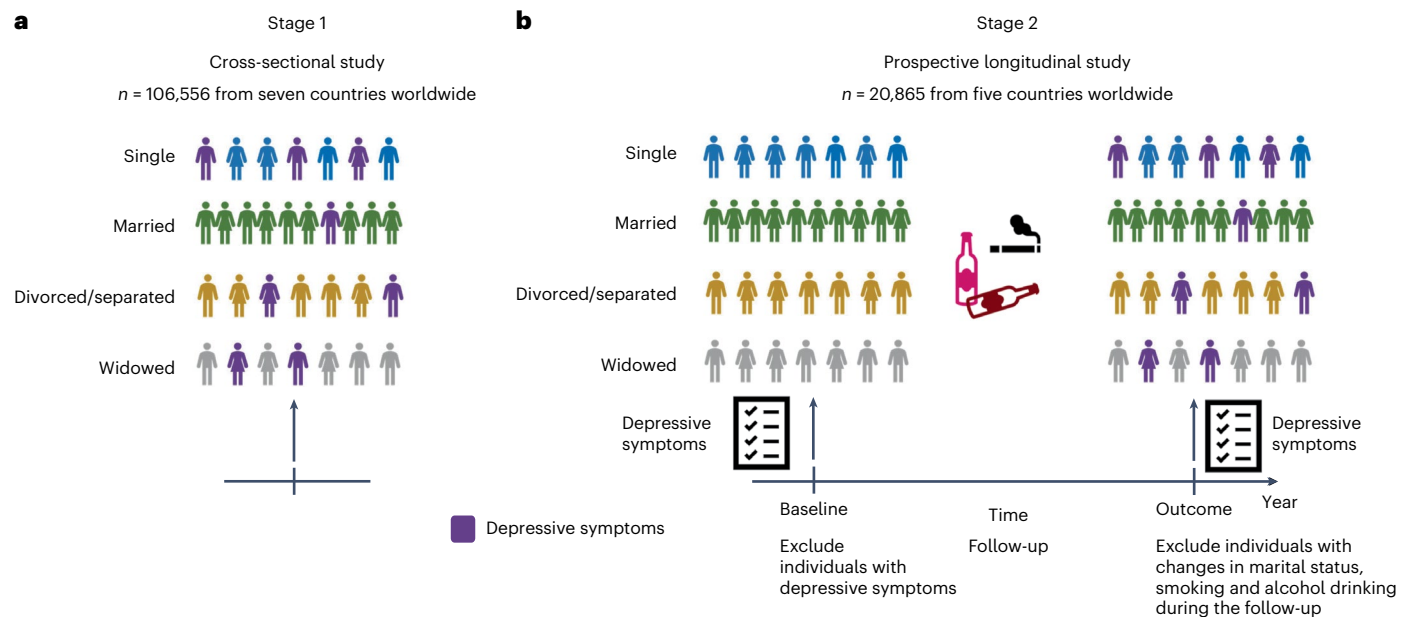 a
Stage 1
Cross-sectional study
n = 106,556 from seven countries worldwide
Single
Married
Divorced/separated
Widowed
Depressive symptoms
b
Stage 2
Prospective longitudinal study
n = 20,865 from five countries worldwide
Single
Married
Divorced/separated
Widowed
Depressive
symptoms
Depressive
symptoms
Year
Baseline
Exclude
individuals with
depressive symptoms
Time
Follow-up
Outcome
Exclude individuals with
changes in marital status,
smoking and alcohol drinking
during the follow-up